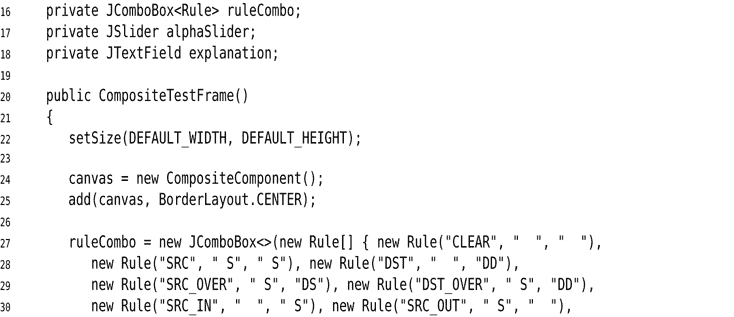 16 private JComboBox<Rule> ruleCombo;
17 private JSlider alphaSlider;
18 private JTextField explanation;
19
20 public CompositeTestFrame()
21 {
22 setSize(DEFAULT_WIDTH, DEFAULT_HEIGHT);
23
24 canvas = new CompositeComponent();
25 add(canvas, BorderLayout.CENTER);
26
27 ruleCombo = new JComboBox<>(new Rule[] { new Rule("CLEAR", "  ", "  "),
28 new Rule("SRC", " S", " S"), new Rule("DST", "  ", "DD"),
29 new Rule("SRC_OVER", " S", "DS"), new Rule("DST_OVER", " S", "DD"),
30 new Rule("SRC_IN", "  ", " S"), new Rule("SRC_OUT", " S", "  "),